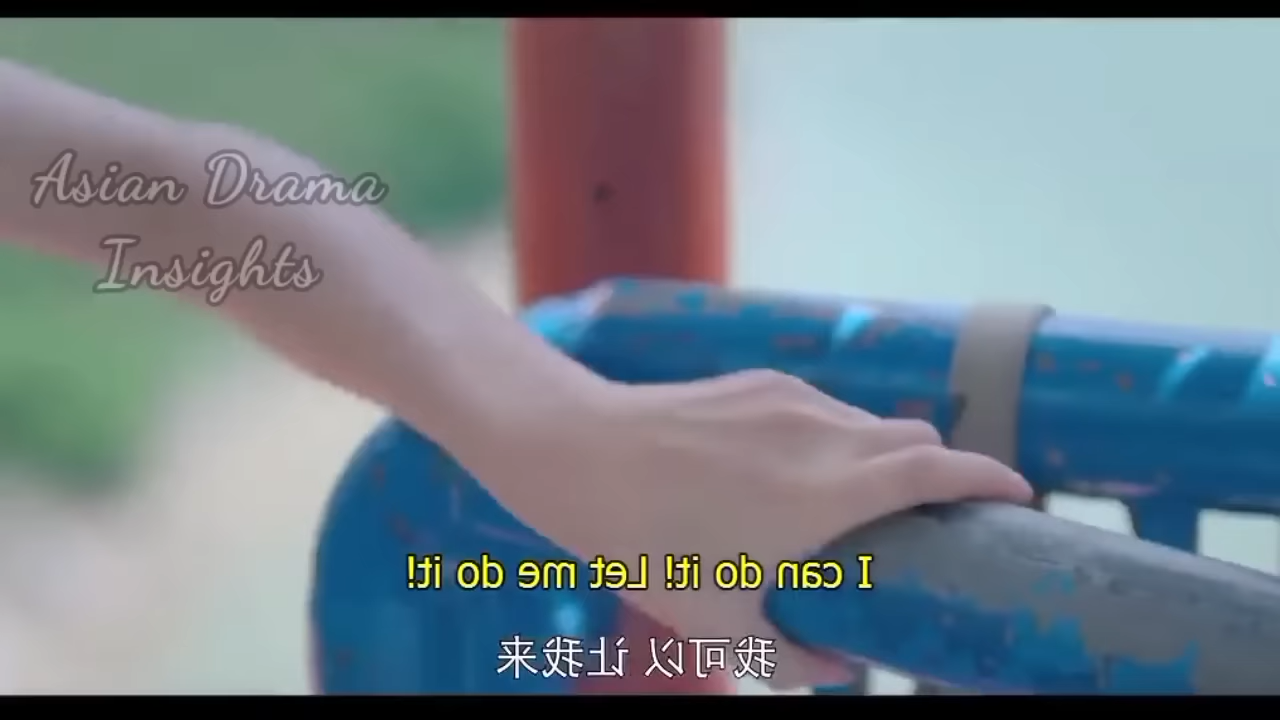 Asian Drama
Insights
I can do it! Let me do it!
我可以 让我来